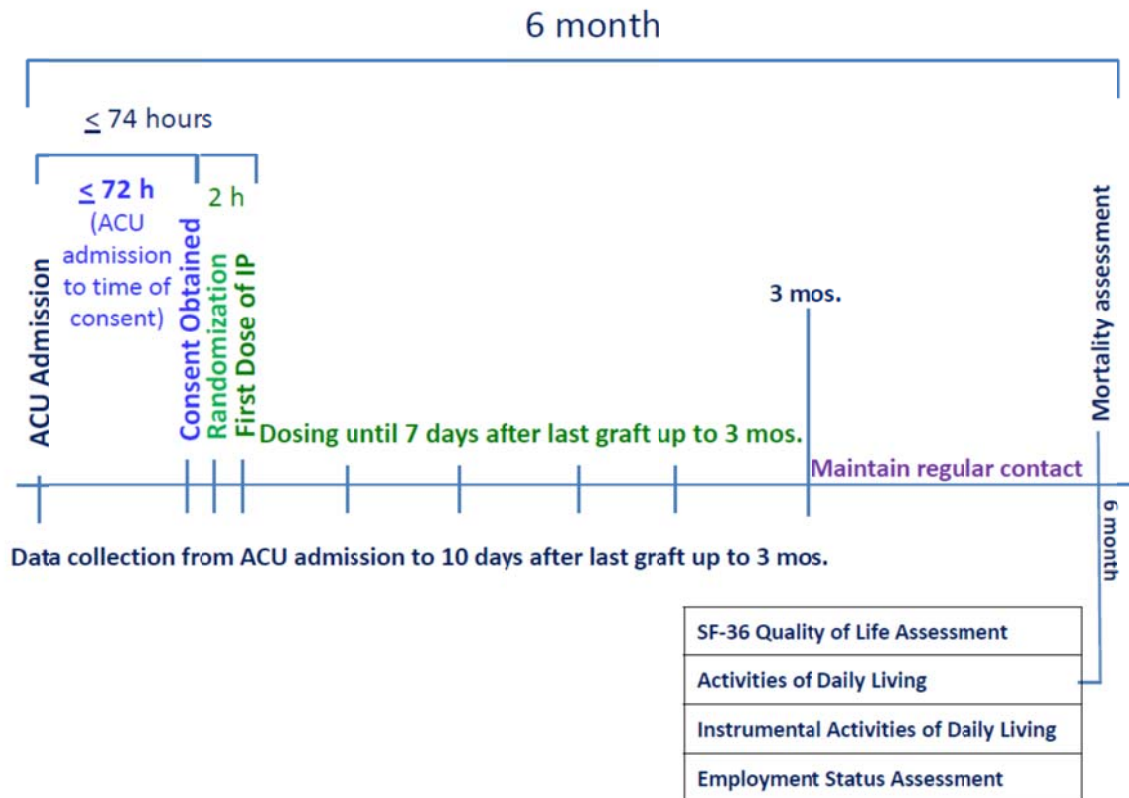 6 month
≤ 74 hours
≤ 72 h
(ACU
admission
to time of
consent)
2 h
ACU Admission
Consent Obtained
Randomization
First Dose of IP
3 mos.
Mortality assessment
Dosing until 7 days after last graft up to 3 mos.
Maintain regular contact
6 month
Data collection from ACU admission to 10 days after last graft up to 3 mos.
SF-36 Quality of Life Assessment
Activities of Daily Living
Instrumental Activities of Daily Living
Employment Status Assessment